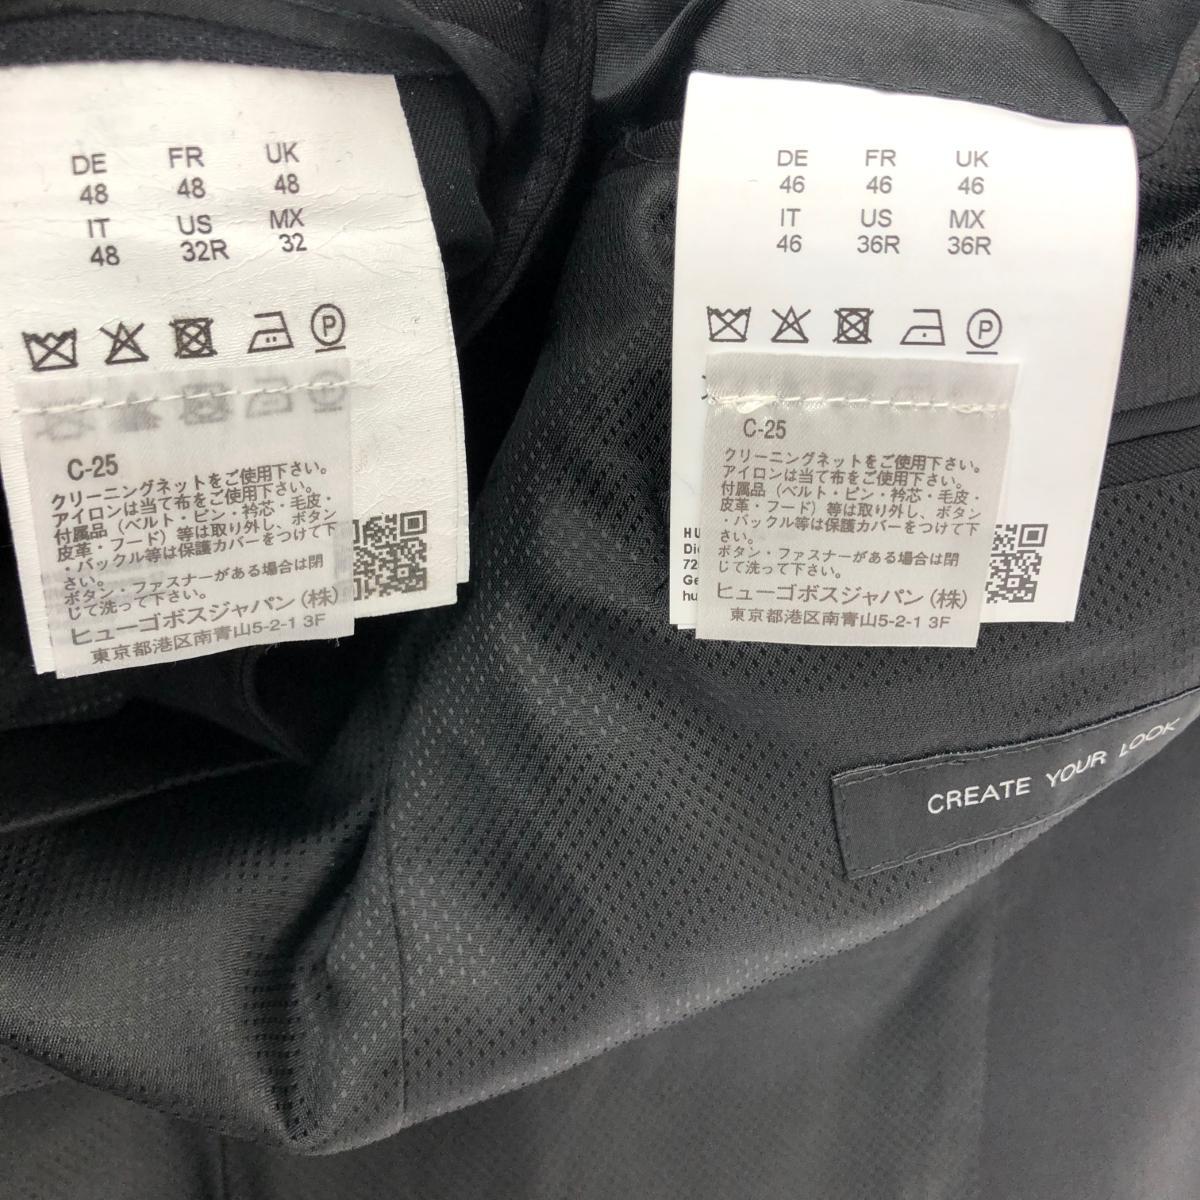 DE FR UK
48 48 48
IT US MX
48 32R 32
P
C-25
クリーニングネットをご使用下さい。
アイロンは当て布をご使用下さい。
付属品（ベルト・ピン・衿芯・毛皮・
皮革・フード）等は取り外し、ボタン
・バックル等は保護カバーをつけて下
さい。
ボタン・ファスナーがある場合は閉
じて洗って下さい。
ヒューゴボスジャパン（株）
東京都港区南青山5-2-1 3F
DE FR UK
46 46 46
IT US MX
46 36R 36R
P
C-25
クリーニングネットをご使用下さい。
アイロンは当て布をご使用下さい。
付属品（ベルト・ピン・衿芯・毛皮・
皮革・フード）等は取り外し、ボタン
・バックル等は保護カバーをつけて下
さい。
ボタン・ファスナーがある場合は閉
じて洗って下さい。
ヒューゴボスジャパン（株）
東京都港区南青山5-2-1 3F
CREATE YOUR LOOK